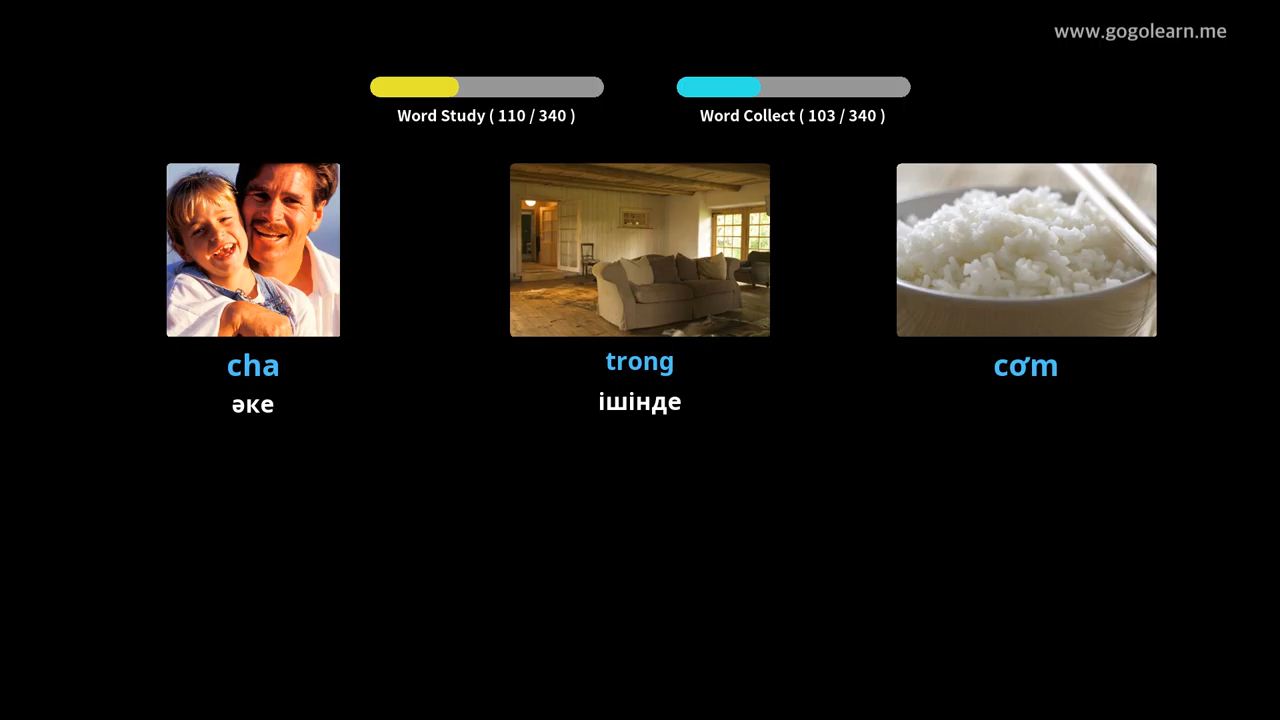 www.gogolearn.me
Word Study ( 110 / 340 )
Word Collect ( 103 / 340 )
cha
әке
trong
ішінде
cơm